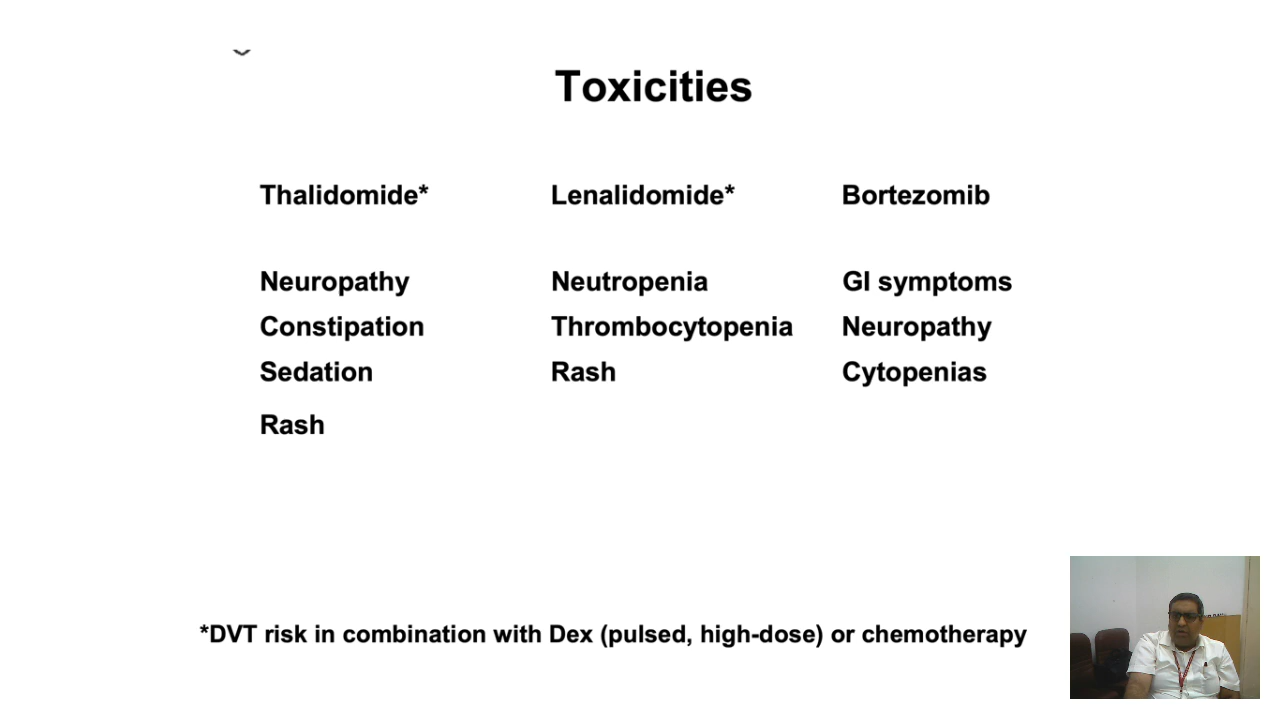 Toxicities
Thalidomide* Lenalidomide* Bortezomib
Neuropathy Neutropenia GI symptoms
Constipation Thrombocytopenia Neuropathy
Sedation Rash Cytopenias
Rash
*DVT risk in combination with Dex (pulsed, high-dose) or chemotherapy